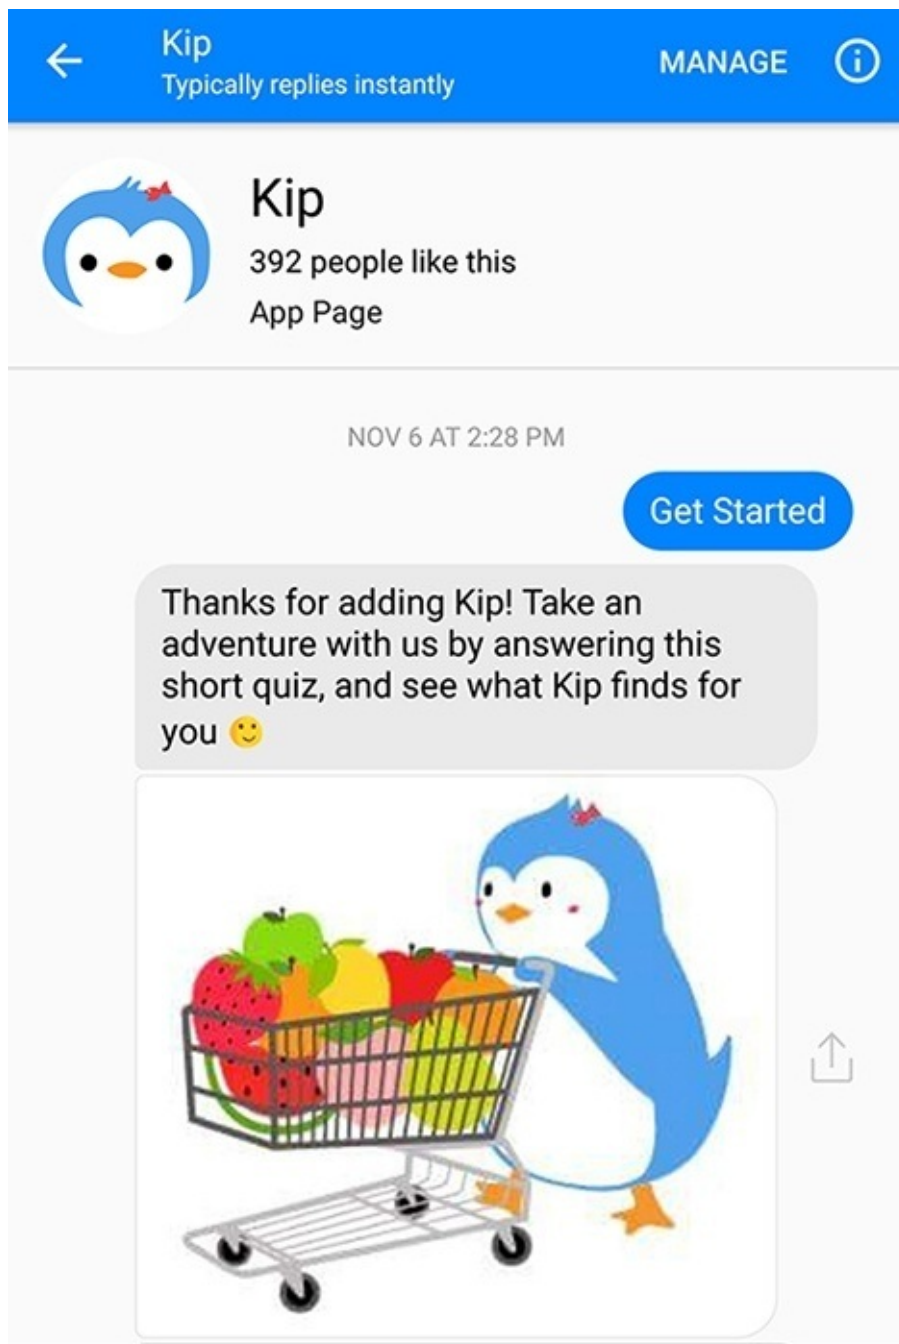 Kip
Typically replies instantly
MANAGE
Kip
392 people like this
App Page
NOV 6 AT 2:28 PM
Get Started
Thanks for adding Kip! Take an
adventure with us by answering this
short quiz, and see what Kip finds for
you 🙂